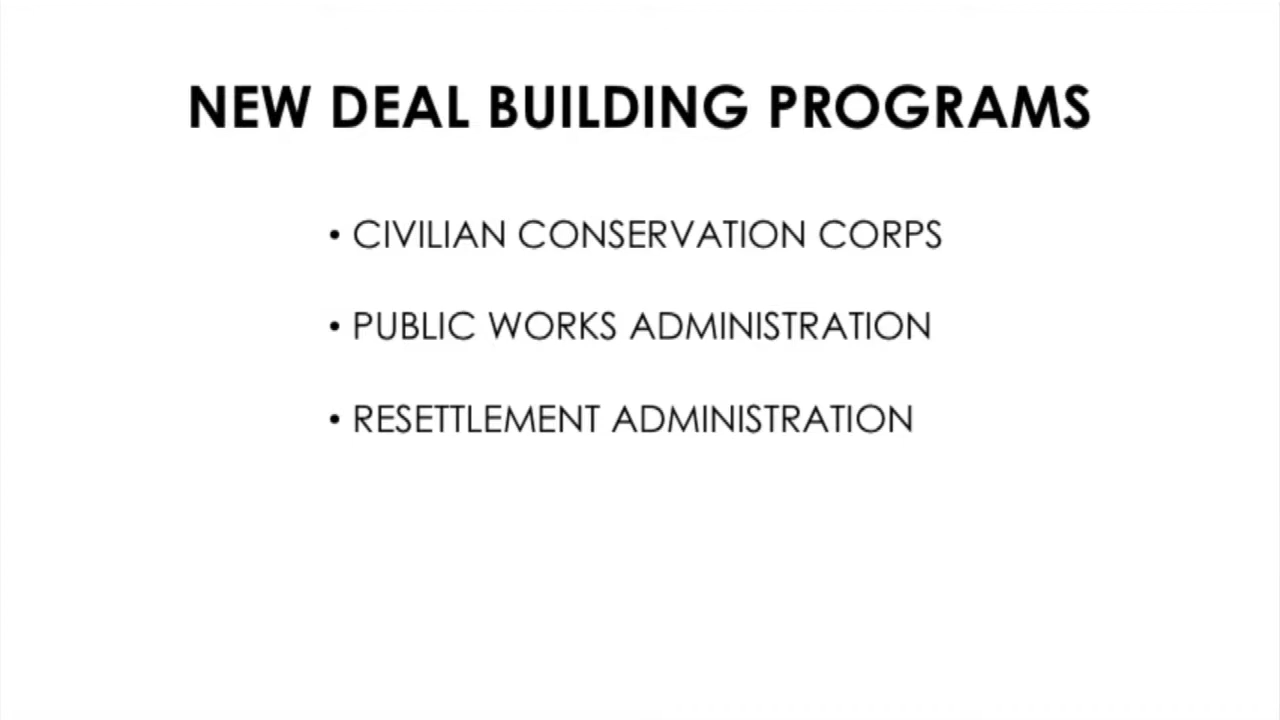 NEW DEAL BUILDING PROGRAMS
• CIVILIAN CONSERVATION CORPS
• PUBLIC WORKS ADMINISTRATION
• RESETTLEMENT ADMINISTRATION